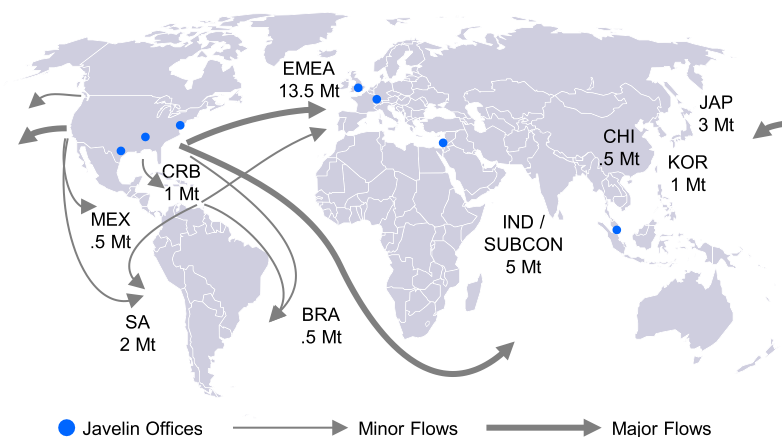 EMEA
13.5 Mt
JAP
3 Mt
CHI
.5 Mt
KOR
1 Mt
CRB
1 Mt
MEX
.5 Mt
IND /
SUBCON
5 Mt
SA
2 Mt
BRA
.5 Mt
Javelin Offices
Minor Flows
Major Flows